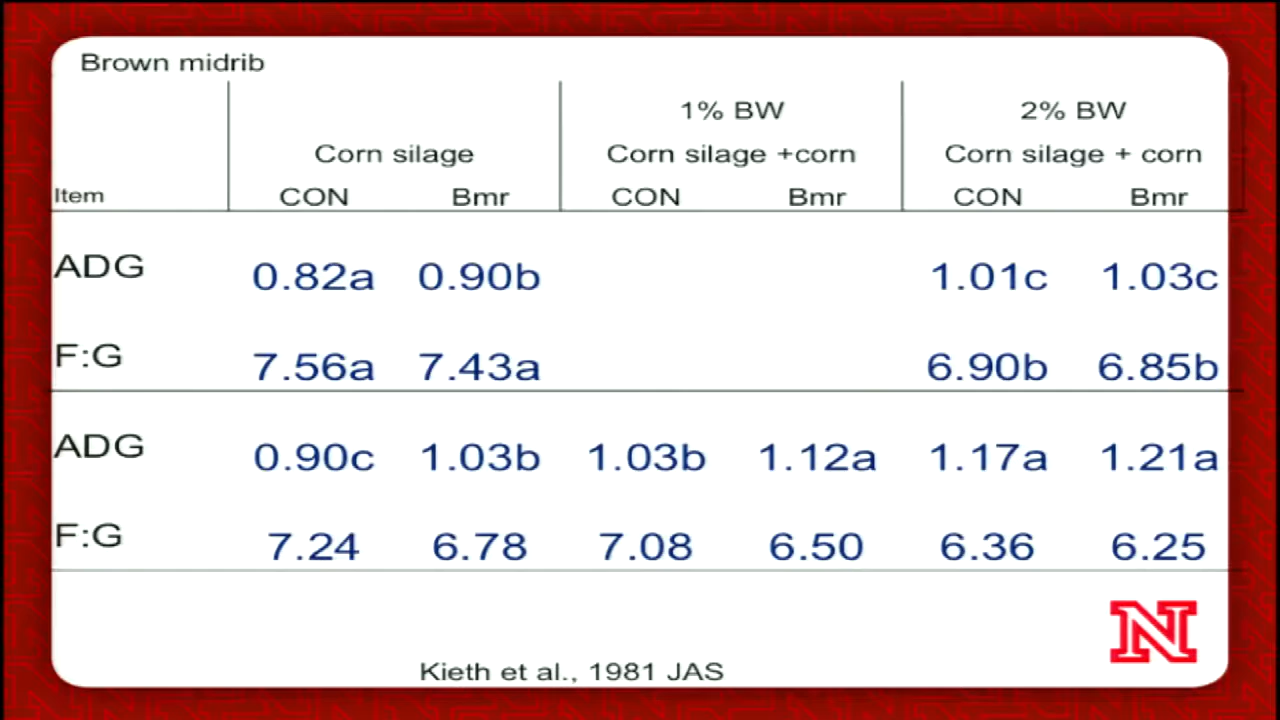 Brown midrib
1% BW 2% BW
Corn silage Corn silage +corn Corn silage + corn
Item CON Bmr CON Bmr CON Bmr
ADG 0.82a 0.90b 1.01c 1.03c
F:G 7.56a 7.43a 6.90b 6.85b
ADG 0.90c 1.03b 1.03b 1.12a 1.17a 1.21a
F:G 7.24 6.78 7.08 6.50 6.36 6.25
N
Kieth et al., 1981 JAS